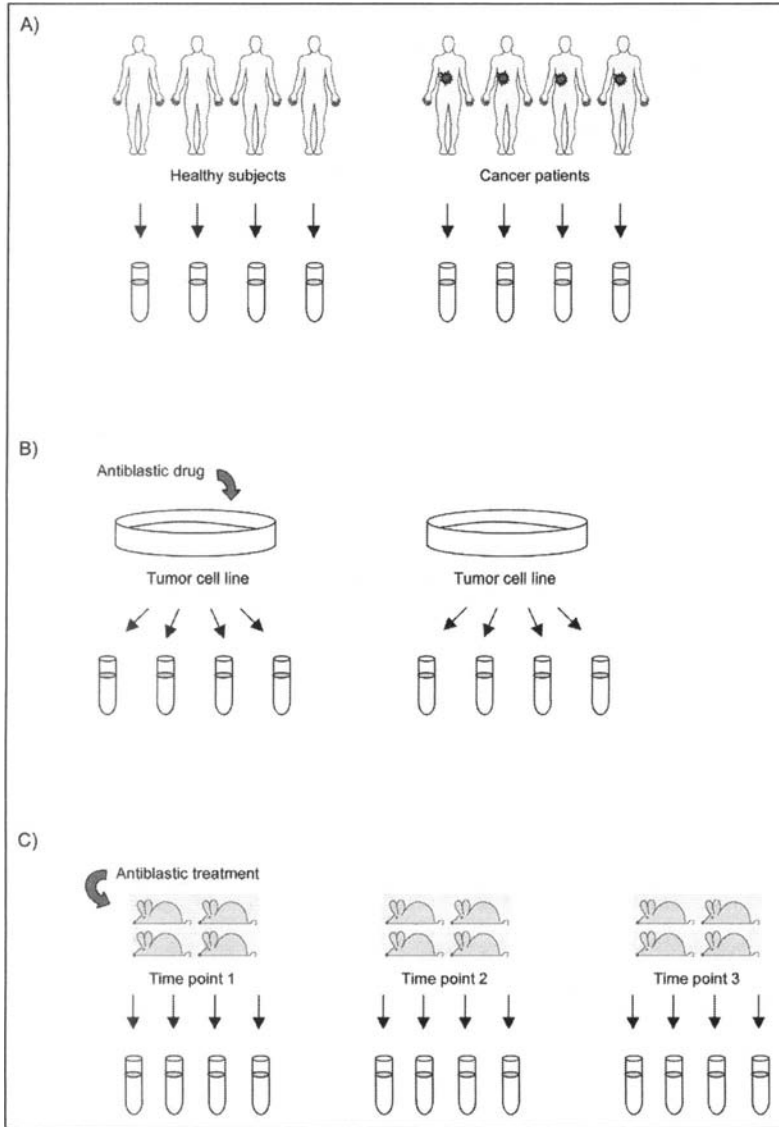 A)
Healthy subjects
Cancer patients
B)
Antiblastic drug
Tumor cell line
Tumor cell line
C)
Antiblastic treatment
Time point 1
Time point 2
Time point 3